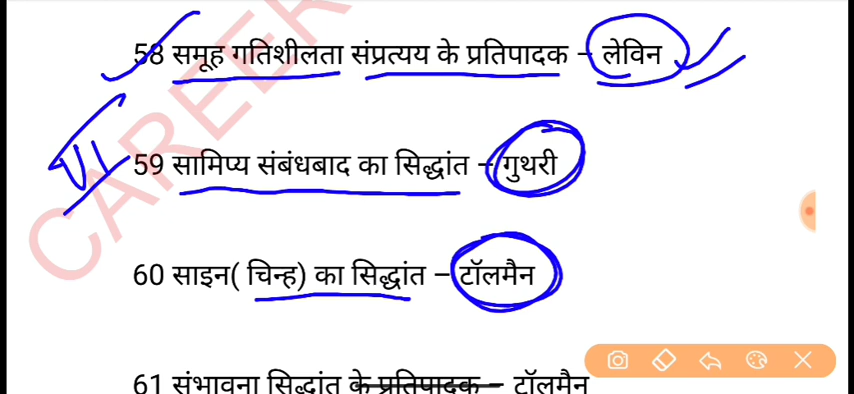 58 समूह गतिशीलता संप्रत्यय के प्रतिपादक – लेविन
59 सामिप्य संबंधबाद का सिद्धांत – गुथरी
60 साइन( चिन्ह) का सिद्धांत – टॉलमैन
61 संभावना सिद्धांत के प्रतिपादक – टॉलमैन
CAREER